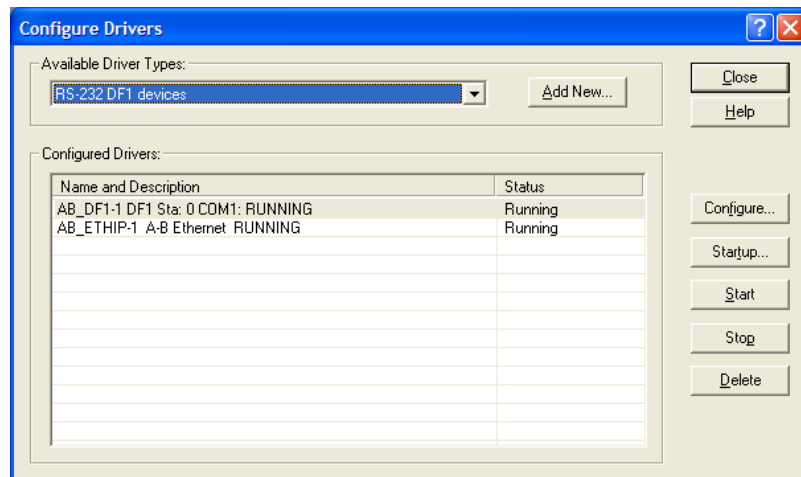 Configure Drivers
Available Driver Types:
RS-232 DF1 devices
Add New...
Close
Help
Configured Drivers:
Name and Description Status
AB_DF1-1 DF1 Sta: 0 COM1: RUNNING Running
AB_ETHIP-1 A-B Ethernet RUNNING Running
Configure...
Startup...
Start
Stop
Delete